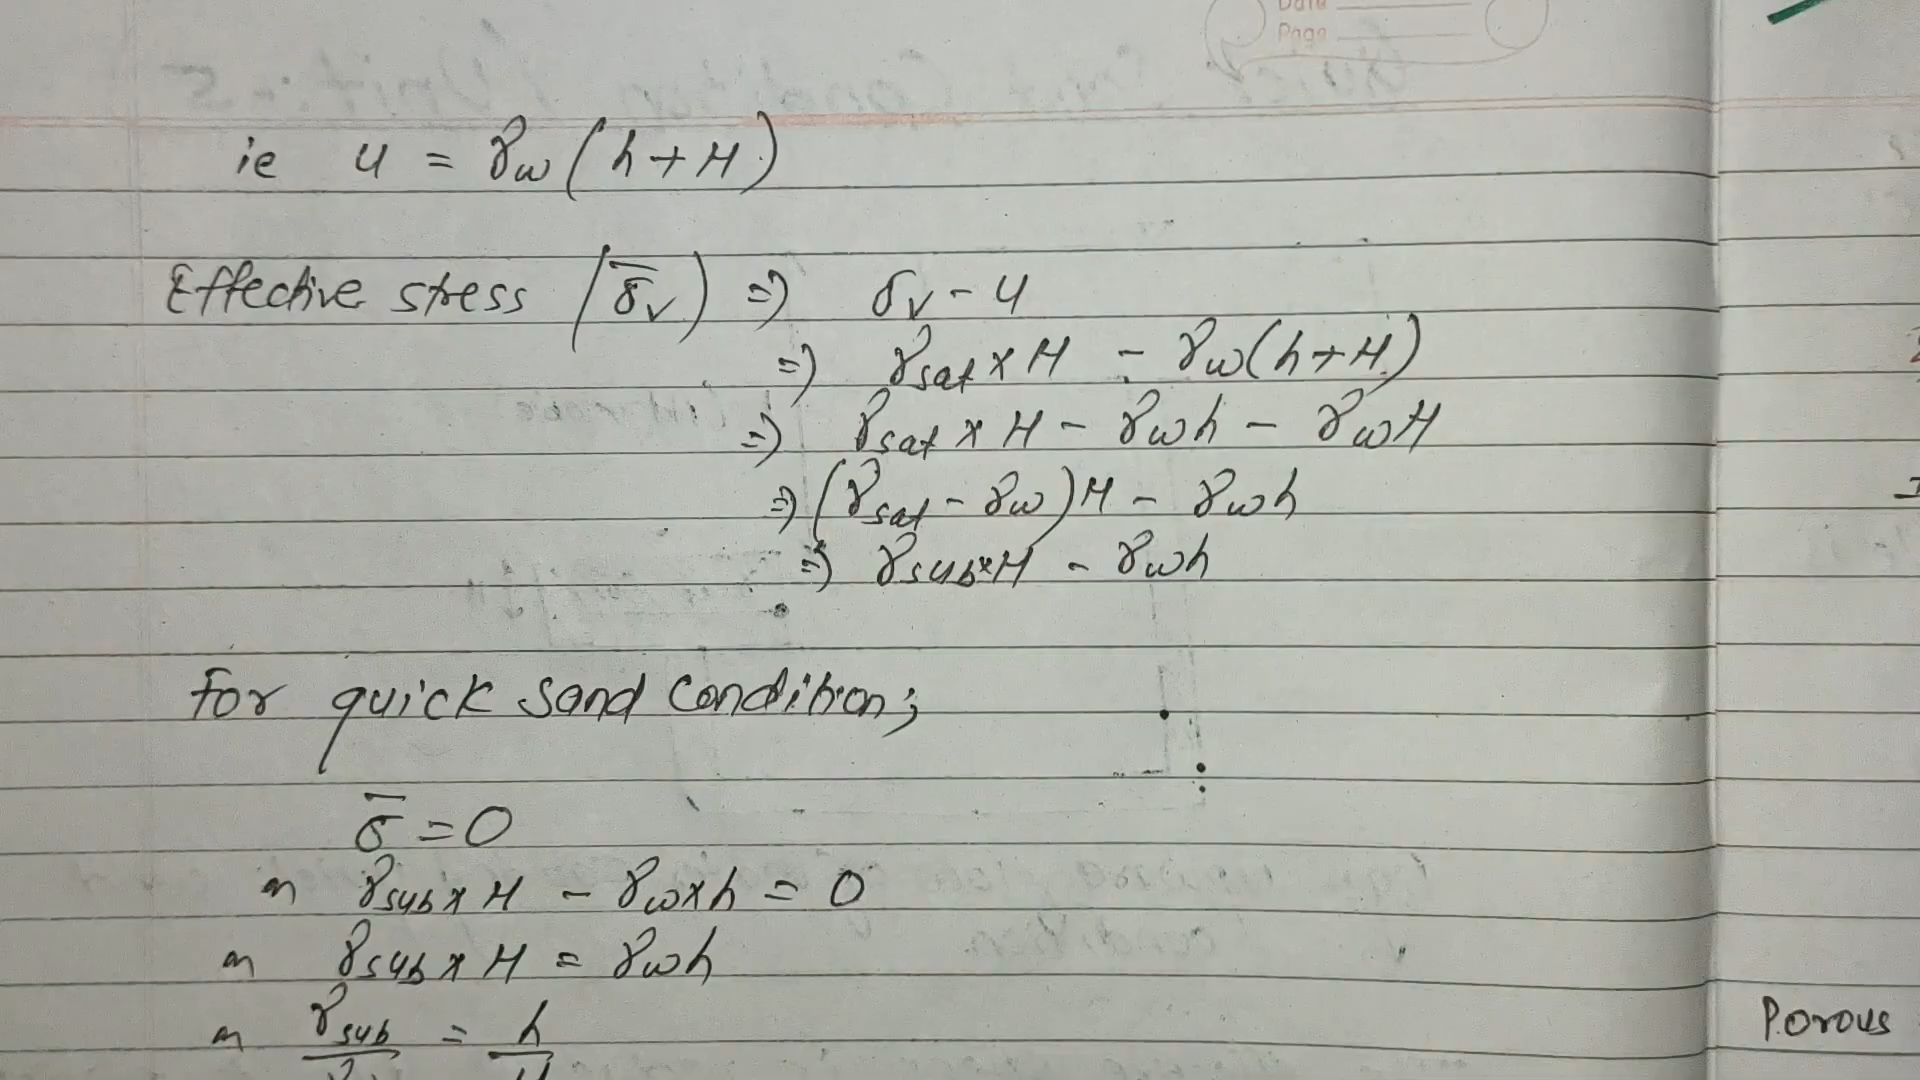 Date
Page
ie u = γw (h+H)
Effective stress (σ̅v) => σv - u
=> γsat x H - γw(h+H)
=> γsat x H - γwh - γwH
=> (γsat - γw)H - γwh
=> γsub x H - γwh
for quick sand condition;
σ̅ = 0
or γsub x H - γw x h = 0
or γsub x H = γwh
or γsub = h
Porous